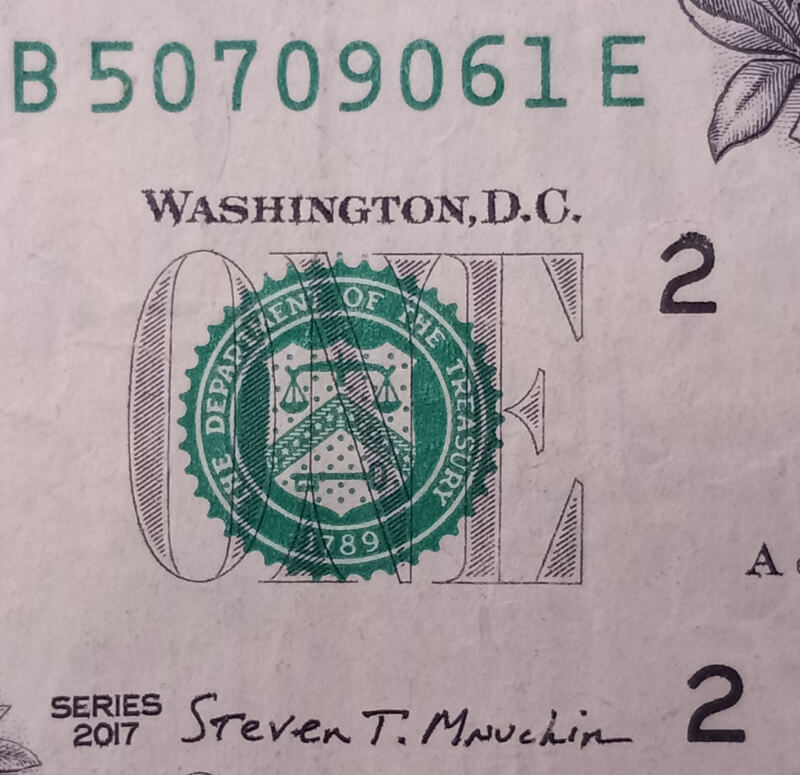 B 50709061 E
WASHINGTON, D.C.
2
ONE
THE DEPARTMENT OF THE TREASURY
1789
A
SERIES
2017
Steven T. Mnuchin
2